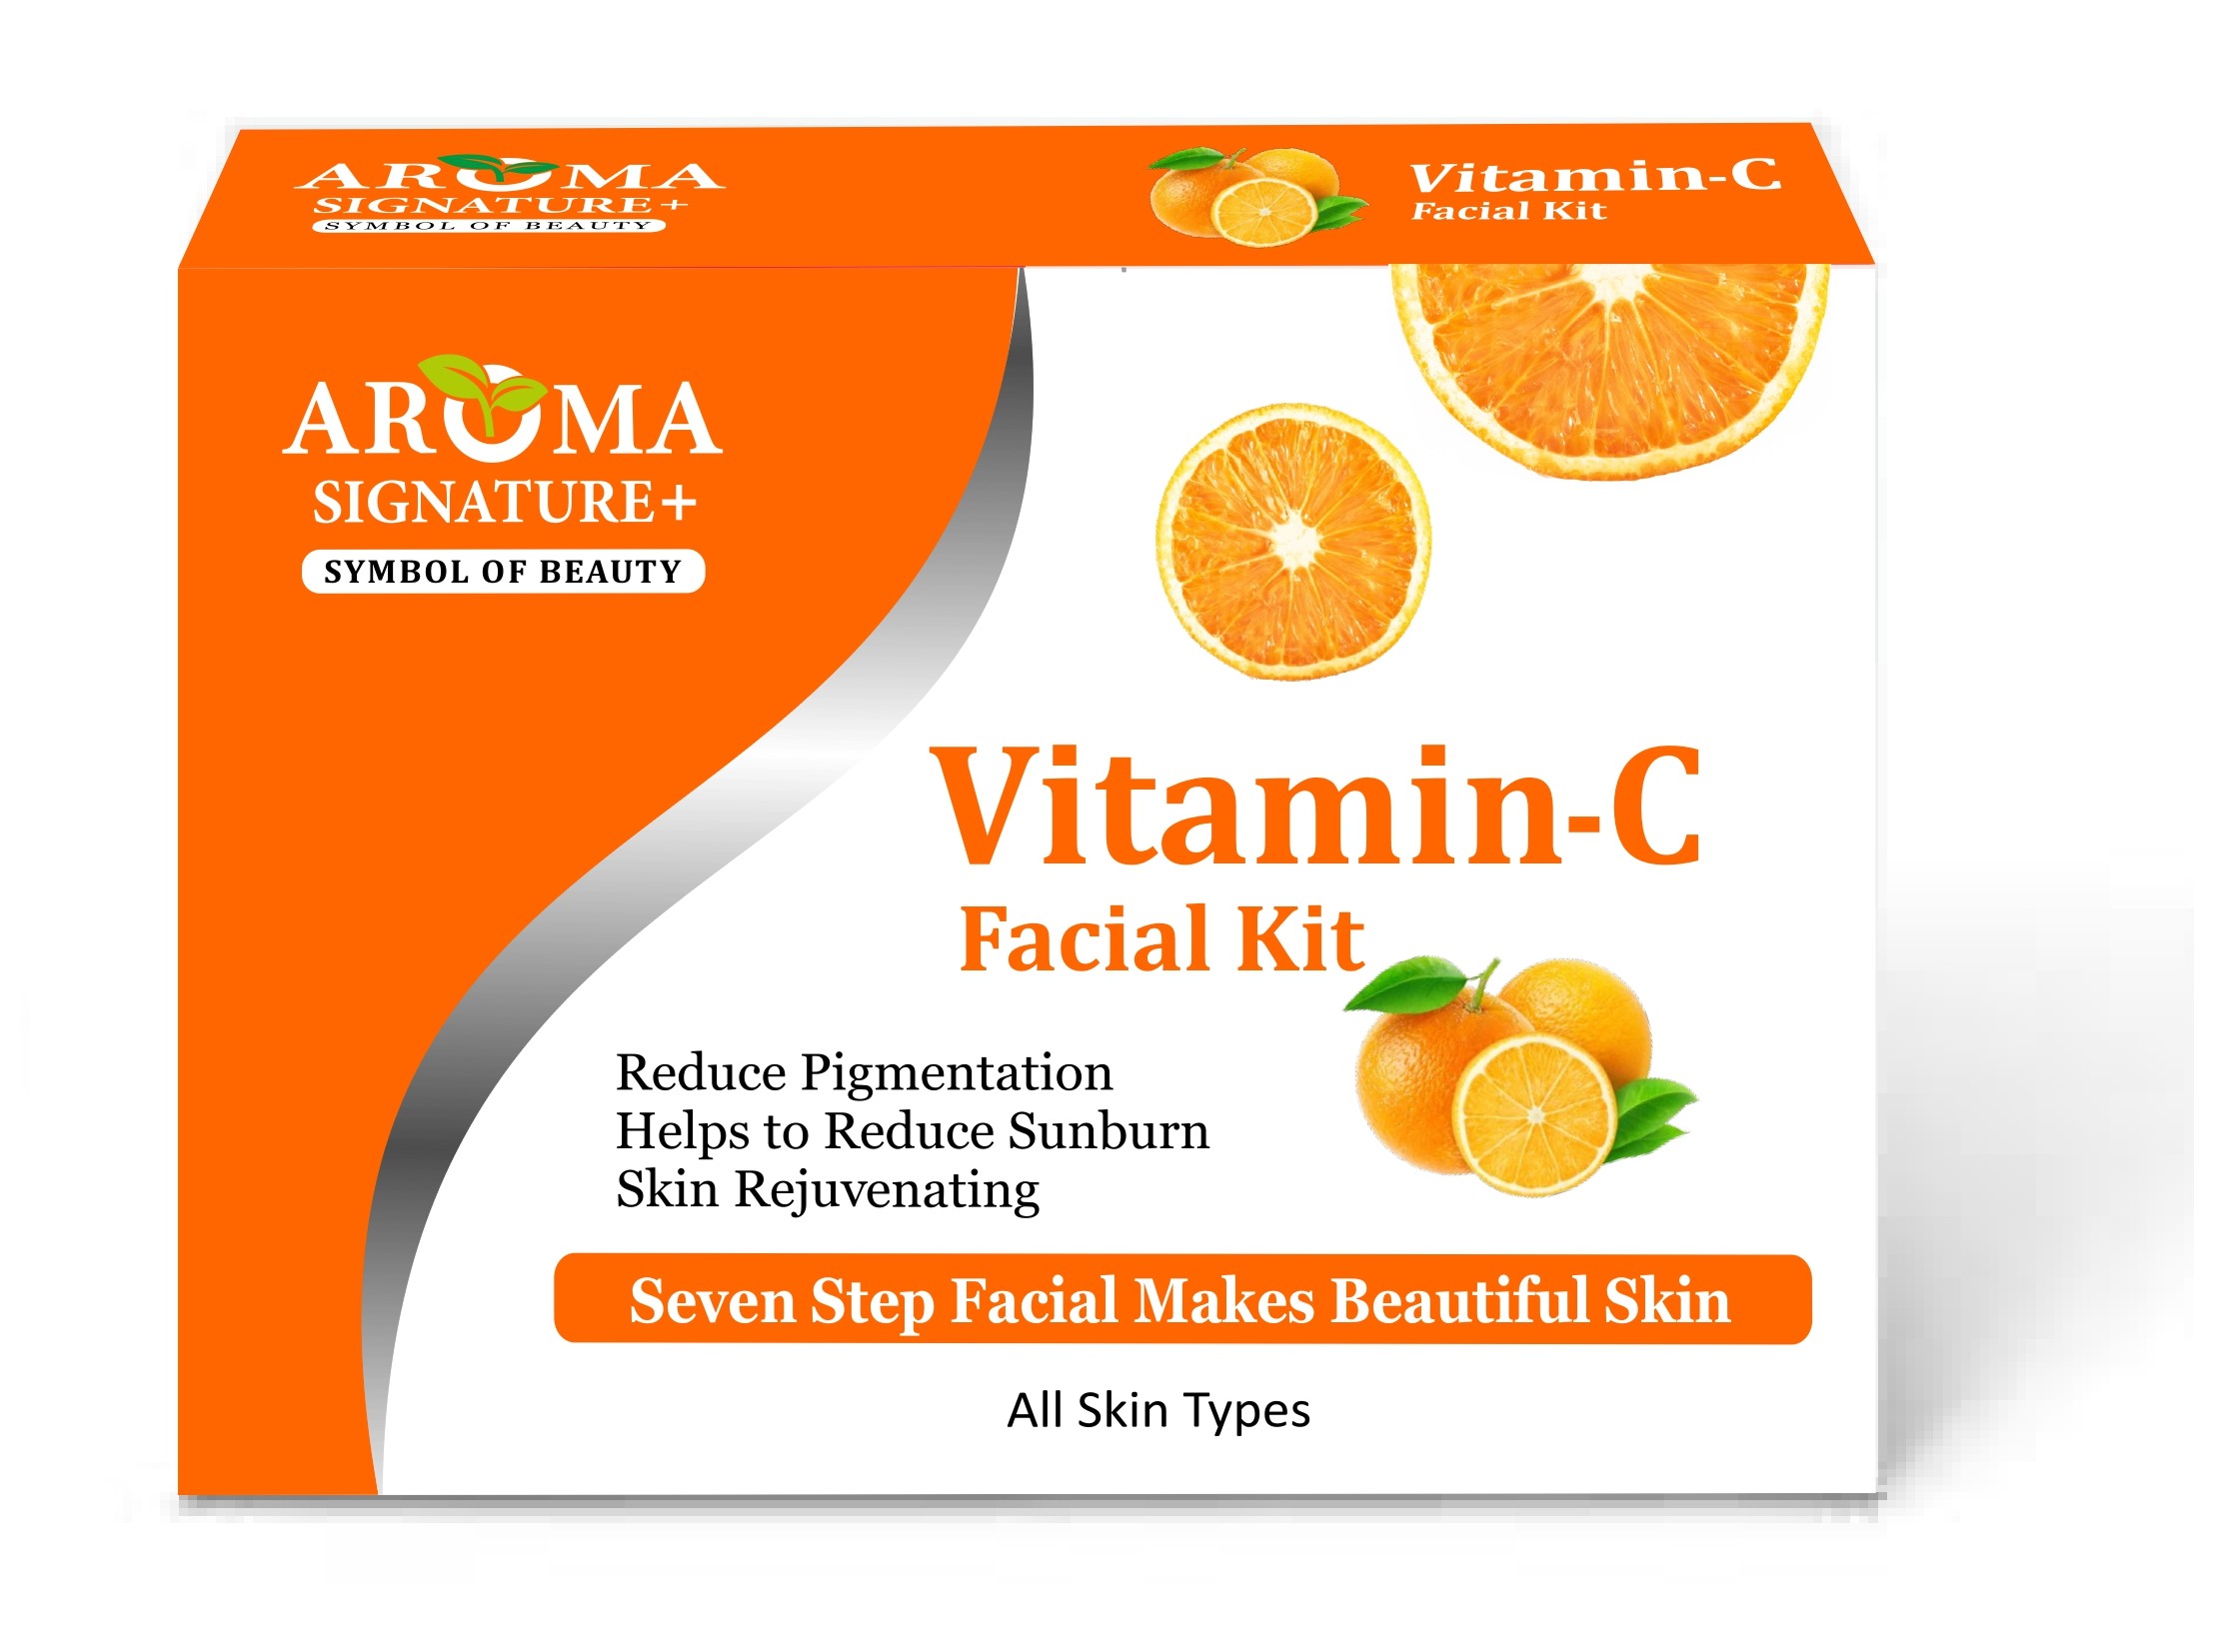 AROMA
SIGNATURE+
SYMBOL OF BEAUTY
Vitamin-C
Facial Kit
AROMA
SIGNATURE+
SYMBOL OF BEAUTY
Vitamin-C
Facial Kit
Reduce Pigmentation
Helps to Reduce Sunburn
Skin Rejuvenating
Seven Step Facial Makes Beautiful Skin
All Skin Types